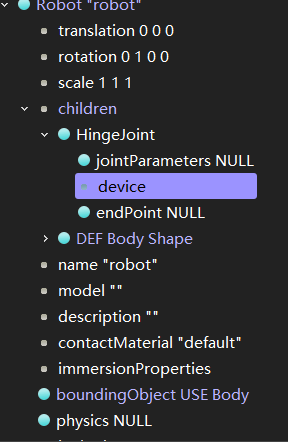 Robot "robot"
translation 0 0 0
rotation 0 1 0 0
scale 1 1 1
children
HingeJoint
jointParameters NULL
device
endPoint NULL
DEF Body Shape
name "robot"
model ""
description ""
contactMaterial "default"
immersionProperties
boundingObject USE Body
physics NULL